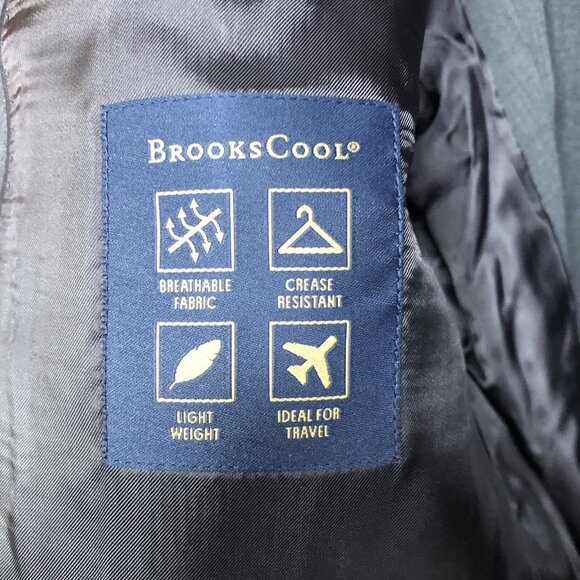 BROOKSCOOL®
BREATHABLE
FABRIC
CREASE
RESISTANT
LIGHT
WEIGHT
IDEAL FOR
TRAVEL